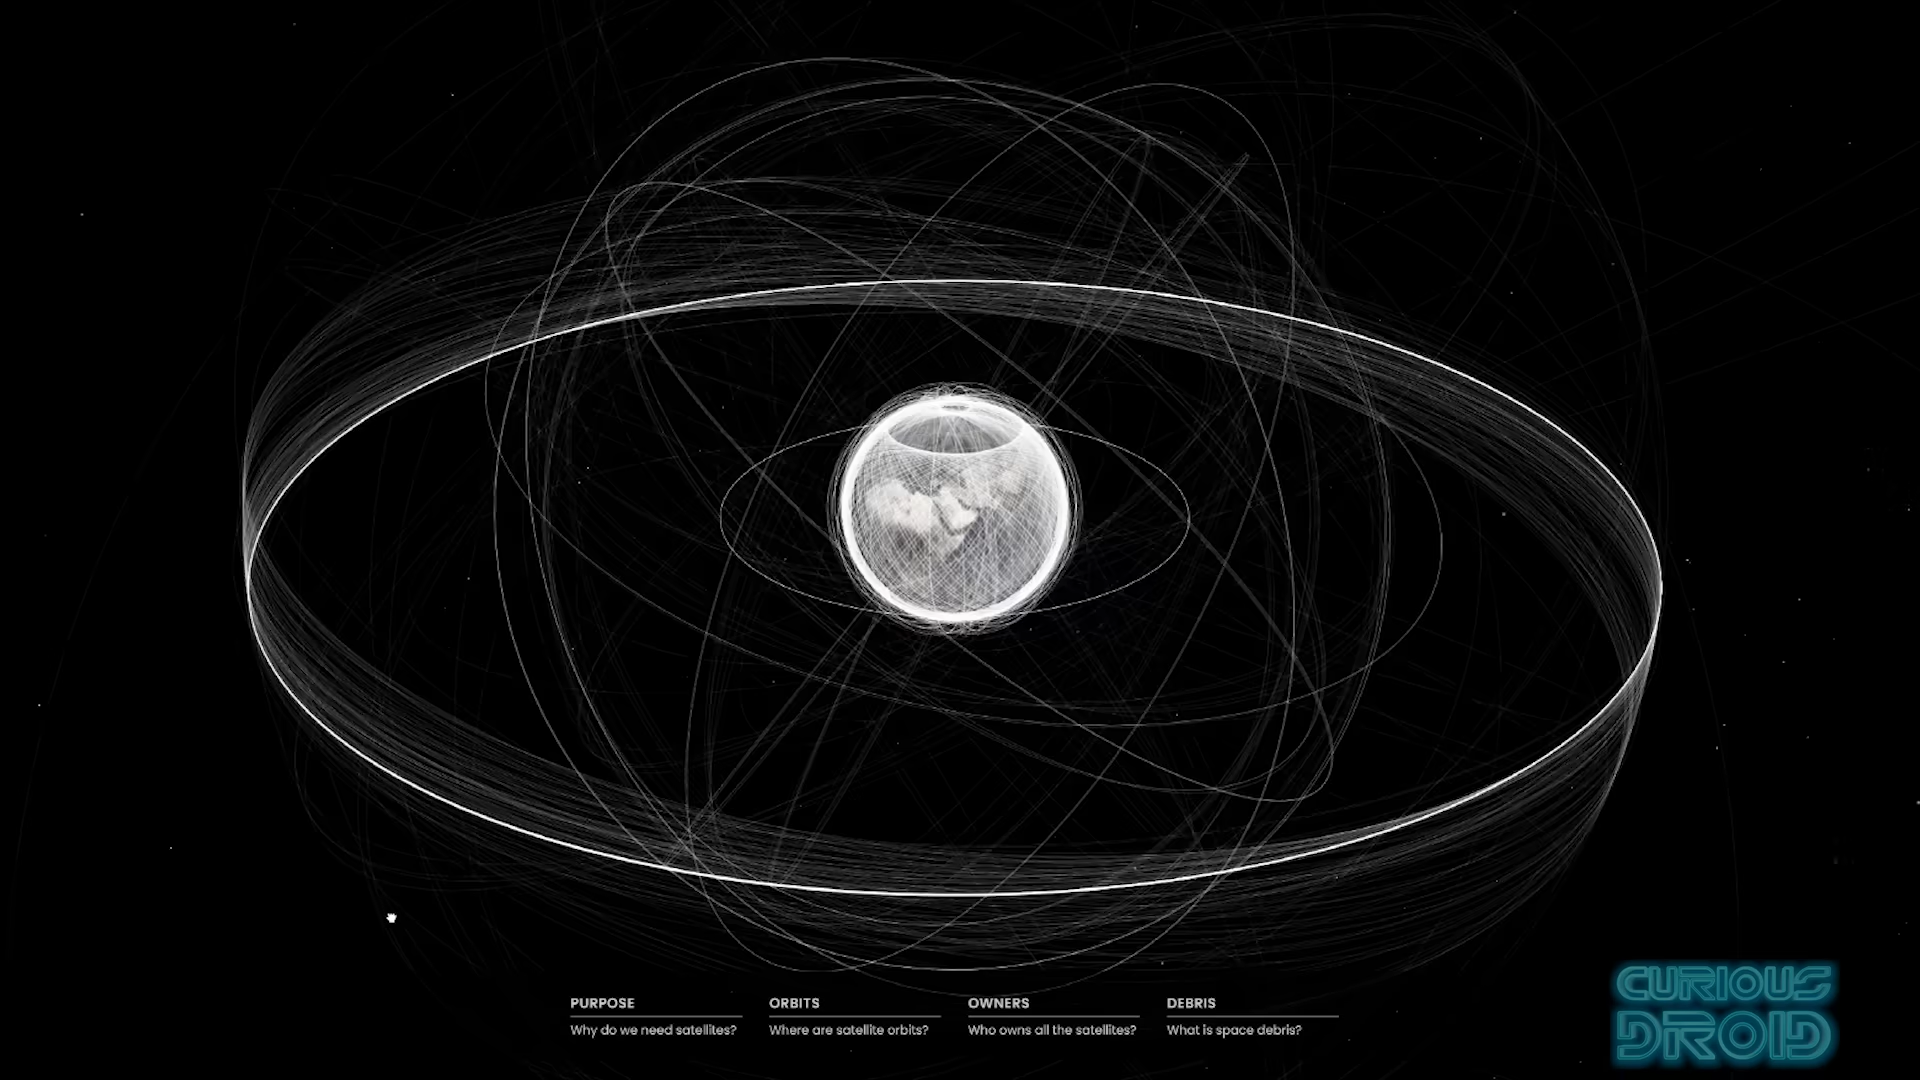 PURPOSE
Why do we need satellites?
ORBITS
Where are satellite orbits?
OWNERS
Who owns all the satellites?
DEBRIS
What is space debris?
CURIOUS
DROID